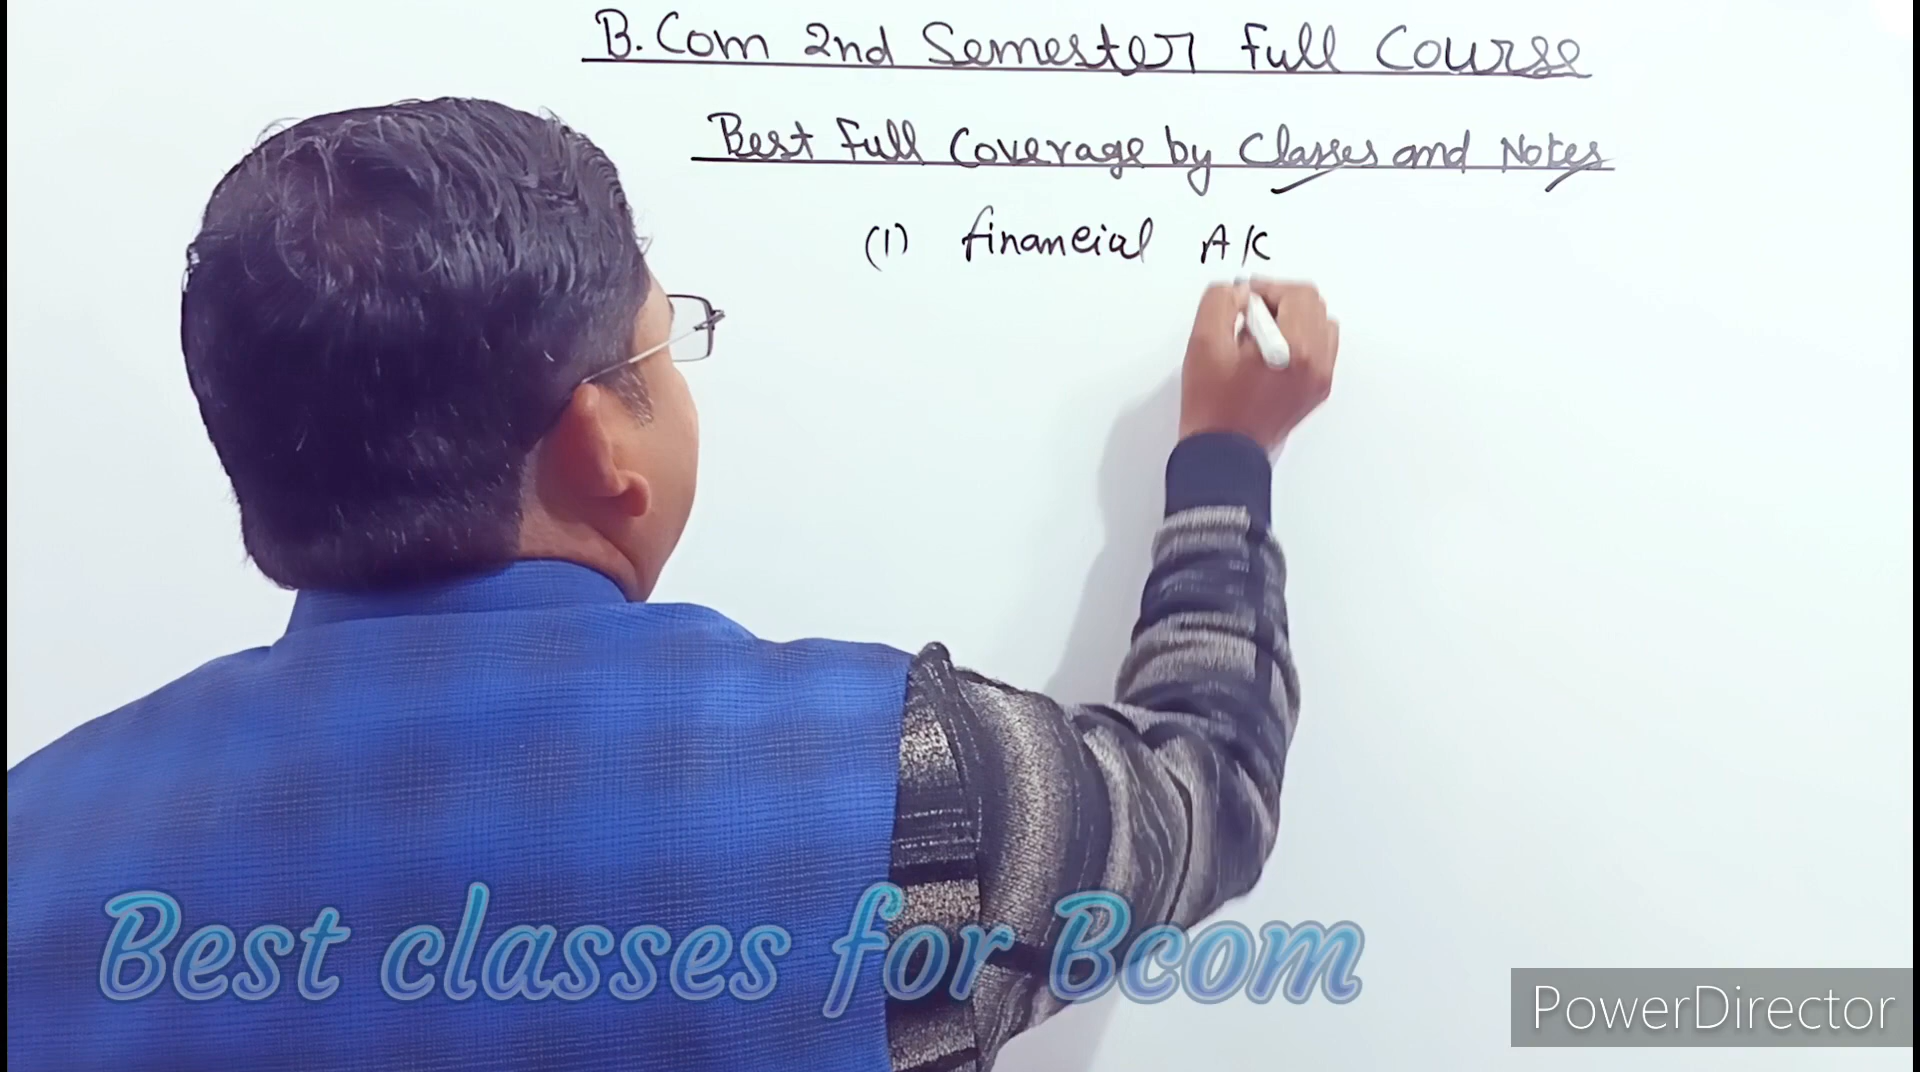 B.Com 2nd Semester Full Course
Best Full Coverage by Classes and Notes
(1) Financial A/C
Best classes for Bcom
PowerDirector